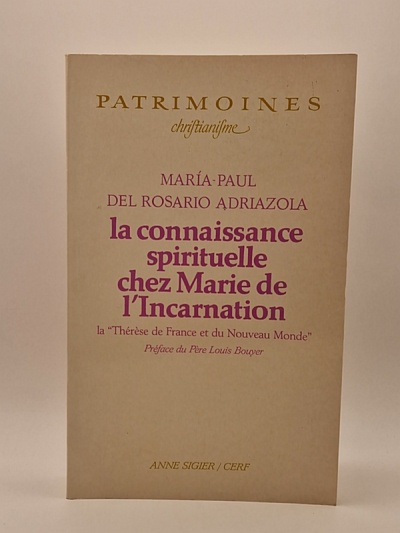 PATRIMOINES
christianisme
MARÍA-PAUL
DEL ROSARIO ADRIAZOLA
la connaissance
spirituelle
chez Marie de
l'Incarnation
la "Thérèse de France et du Nouveau Monde"
Préface du Père Louis Bouyer
ANNE SIGIER / CERF